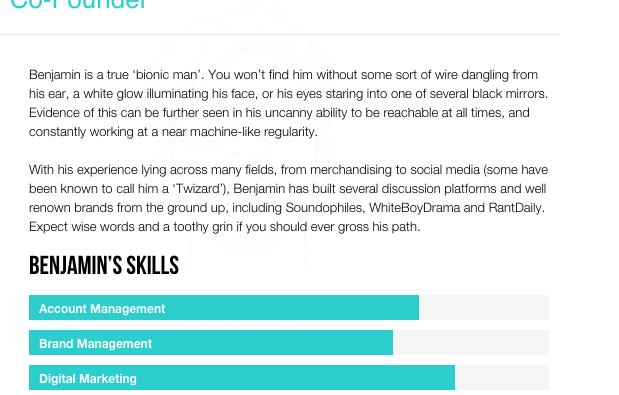 Co-Founder
Benjamin is a true ‘bionic man’. You won’t find him without some sort of wire dangling from
his ear, a white glow illuminating his face, or his eyes staring into one of several black mirrors.
Evidence of this can be further seen in his uncanny ability to be reachable at all times, and
constantly working at a near machine-like regularity.
With his experience lying across many fields, from merchandising to social media (some have
been known to call him a ‘Twizard’), Benjamin has built several discussion platforms and well
renown brands from the ground up, including Soundophiles, WhiteBoyDrama and RantDaily.
Expect wise words and a toothy grin if you should ever gross his path.
BENJAMIN’S SKILLS
Account Management
Brand Management
Digital Marketing